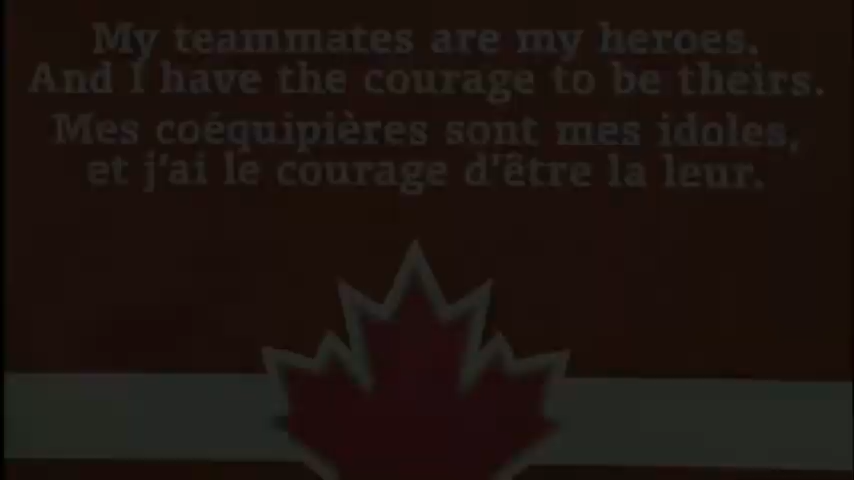 My teammates are my heroes.
And I have the courage to be theirs.
Mes coéquipières sont mes idoles,
et j'ai le courage d'être la leur.